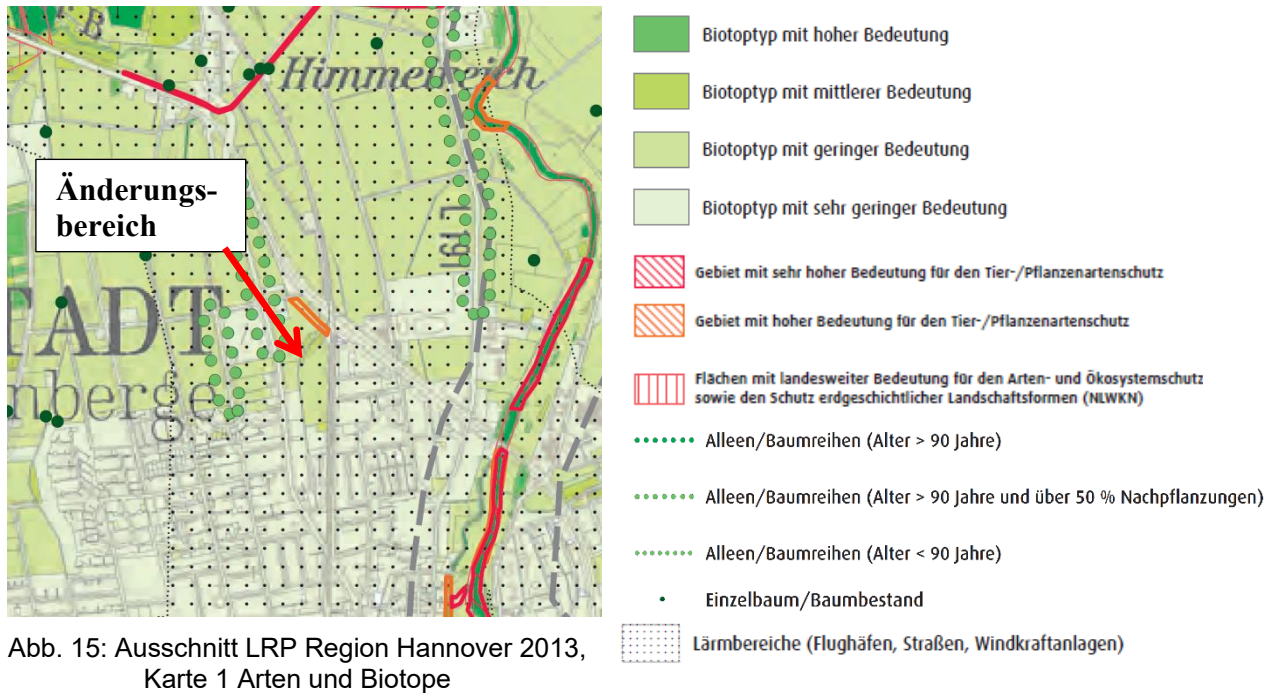 Himmelreich
Änderungs-
bereich
L 191
TADT
nberge
Abb. 15: Ausschnitt LRP Region Hannover 2013,
Karte 1 Arten und Biotope
Biotoptyp mit hoher Bedeutung
Biotoptyp mit mittlerer Bedeutung
Biotoptyp mit geringer Bedeutung
Biotoptyp mit sehr geringer Bedeutung
Gebiet mit sehr hoher Bedeutung für den Tier-/Pflanzenartenschutz
Gebiet mit hoher Bedeutung für den Tier-/Pflanzenartenschutz
Flächen mit landesweiter Bedeutung für den Arten- und Ökosystemschutz
sowie den Schutz erdgeschichtlicher Landschaftsformen (NLWKN)
Alleen/Baumreihen (Alter > 90 Jahre)
Alleen/Baumreihen (Alter > 90 Jahre und über 50 % Nachpflanzungen)
Alleen/Baumreihen (Alter < 90 Jahre)
Einzelbaum/Baumbestand
Lärmbereiche (Flughäfen, Straßen, Windkraftanlagen)